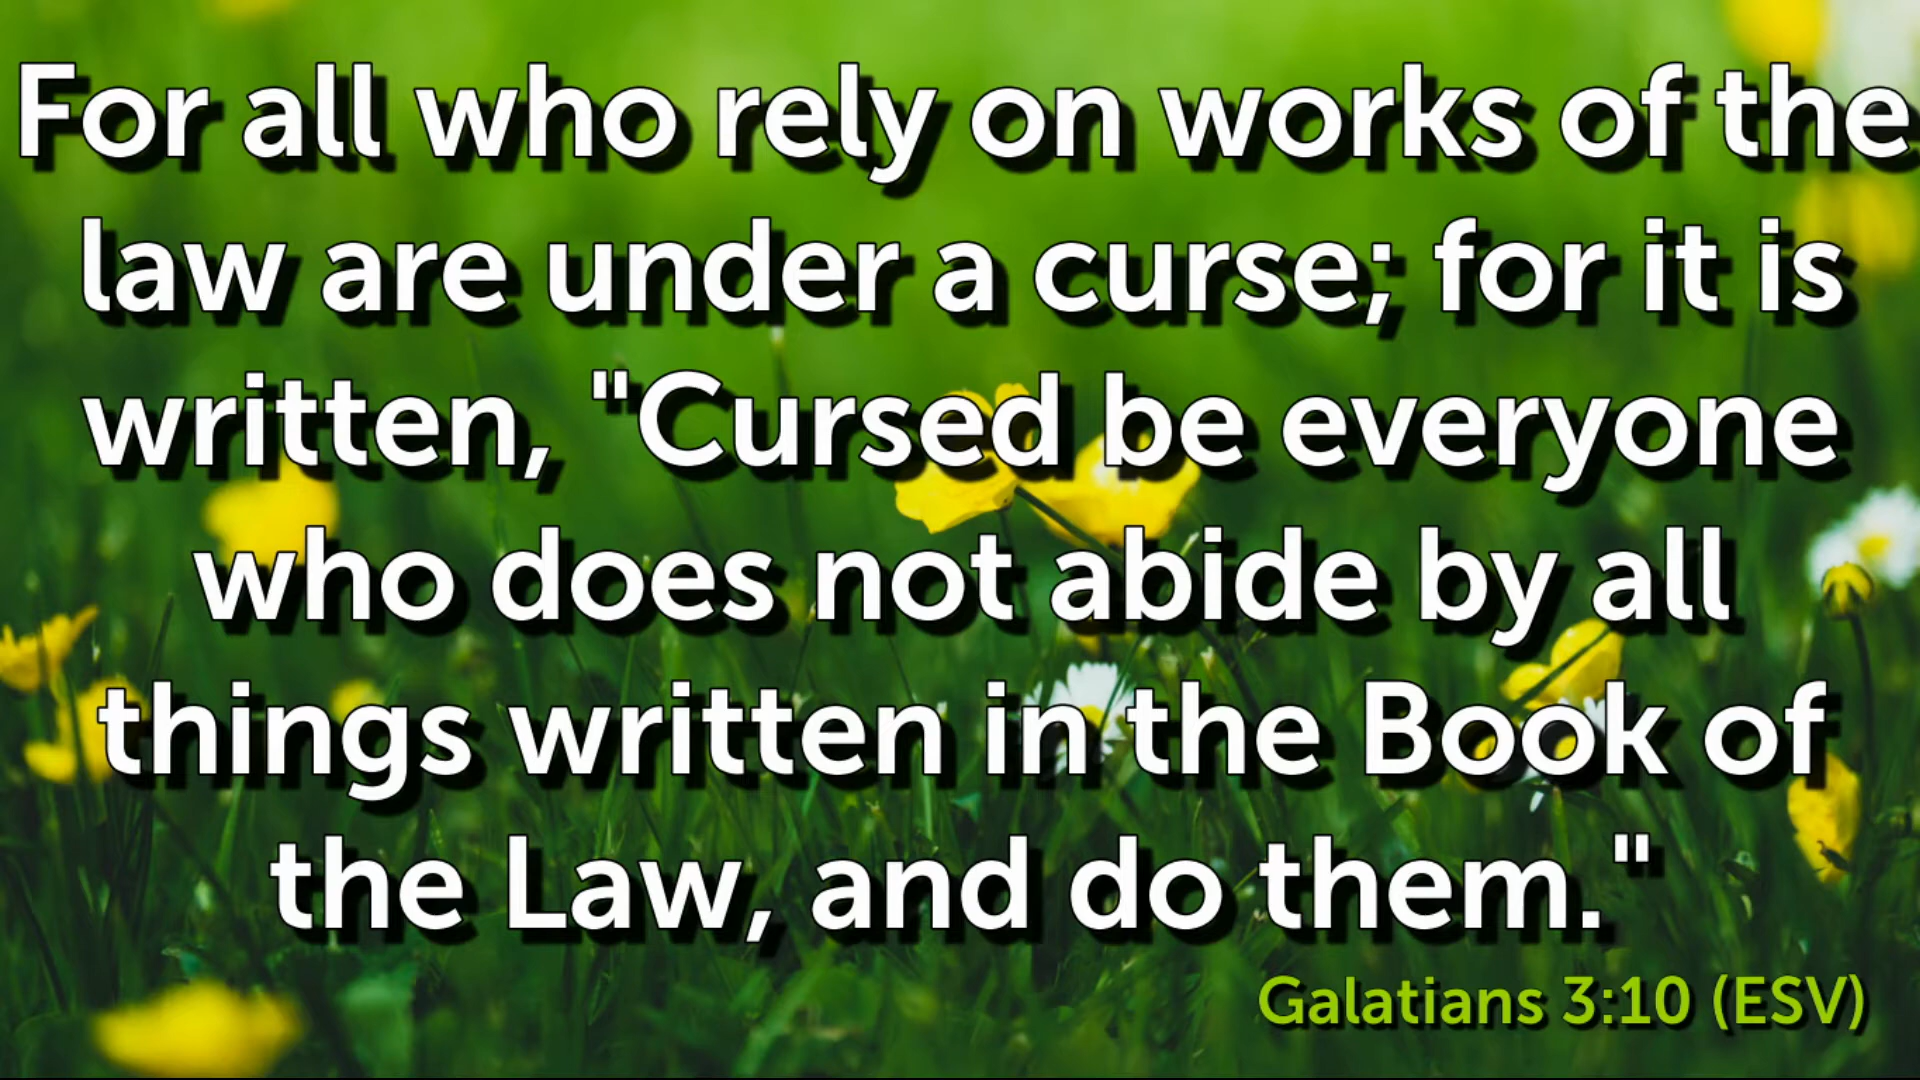 For all who rely on works of the
law are under a curse; for it is
written, "Cursed be everyone
who does not abide by all
things written in the Book of
the Law, and do them."
Galatians 3:10 (ESV)